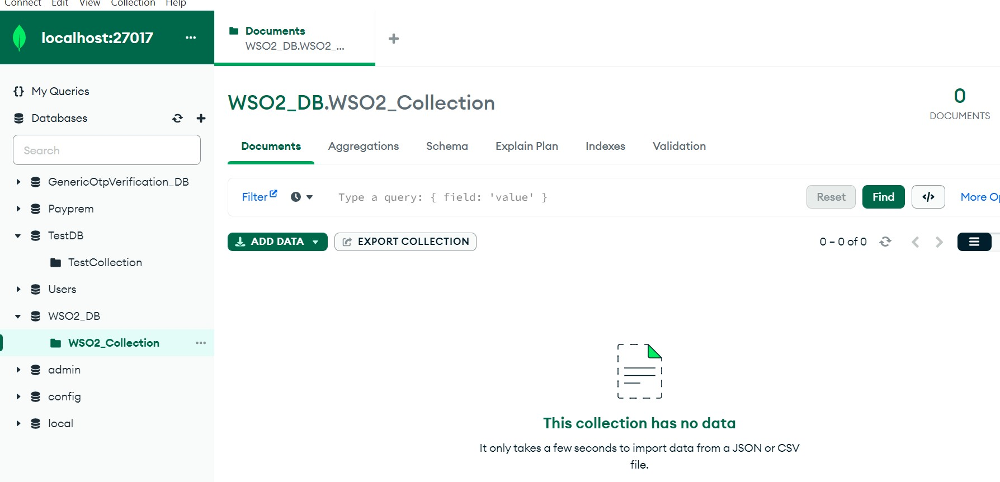 Connect Edit View Collection Help
localhost:27017
Documents
WSO2_DB.WSO2_...
My Queries
Databases
Search
GenericOtpVerification_DB
Payprem
TestDB
TestCollection
Users
WSO2_DB
WSO2_Collection
admin
config
local
WSO2_DB.WSO2_Collection
0
DOCUMENTS
Documents Aggregations Schema Explain Plan Indexes Validation
Filter Type a query: { field: 'value' } Reset Find </> More Op
ADD DATA EXPORT COLLECTION 0 – 0 of 0
This collection has no data
It only takes a few seconds to import data from a JSON or CSV
file.